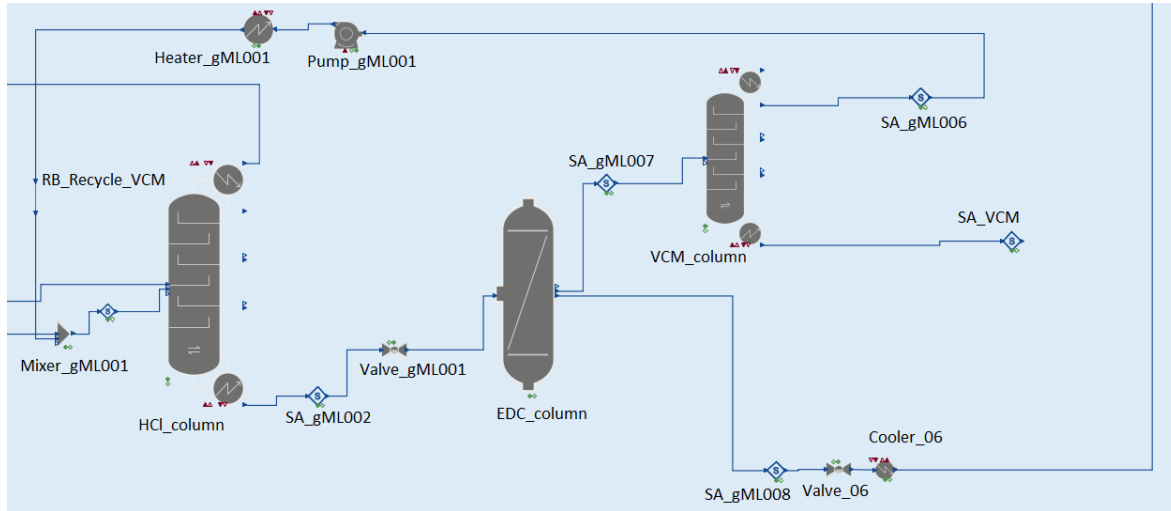 Heater_gML001
Pump_gML001
S
SA_gML006
RB_Recycle_VCM
SA_gML007
S
SA_VCM
S
VCM_column
S
Mixer_gML001
Valve_gML001
S
SA_gML002
HCl_column
EDC_column
Cooler_06
S
SA_gML008
Valve_06